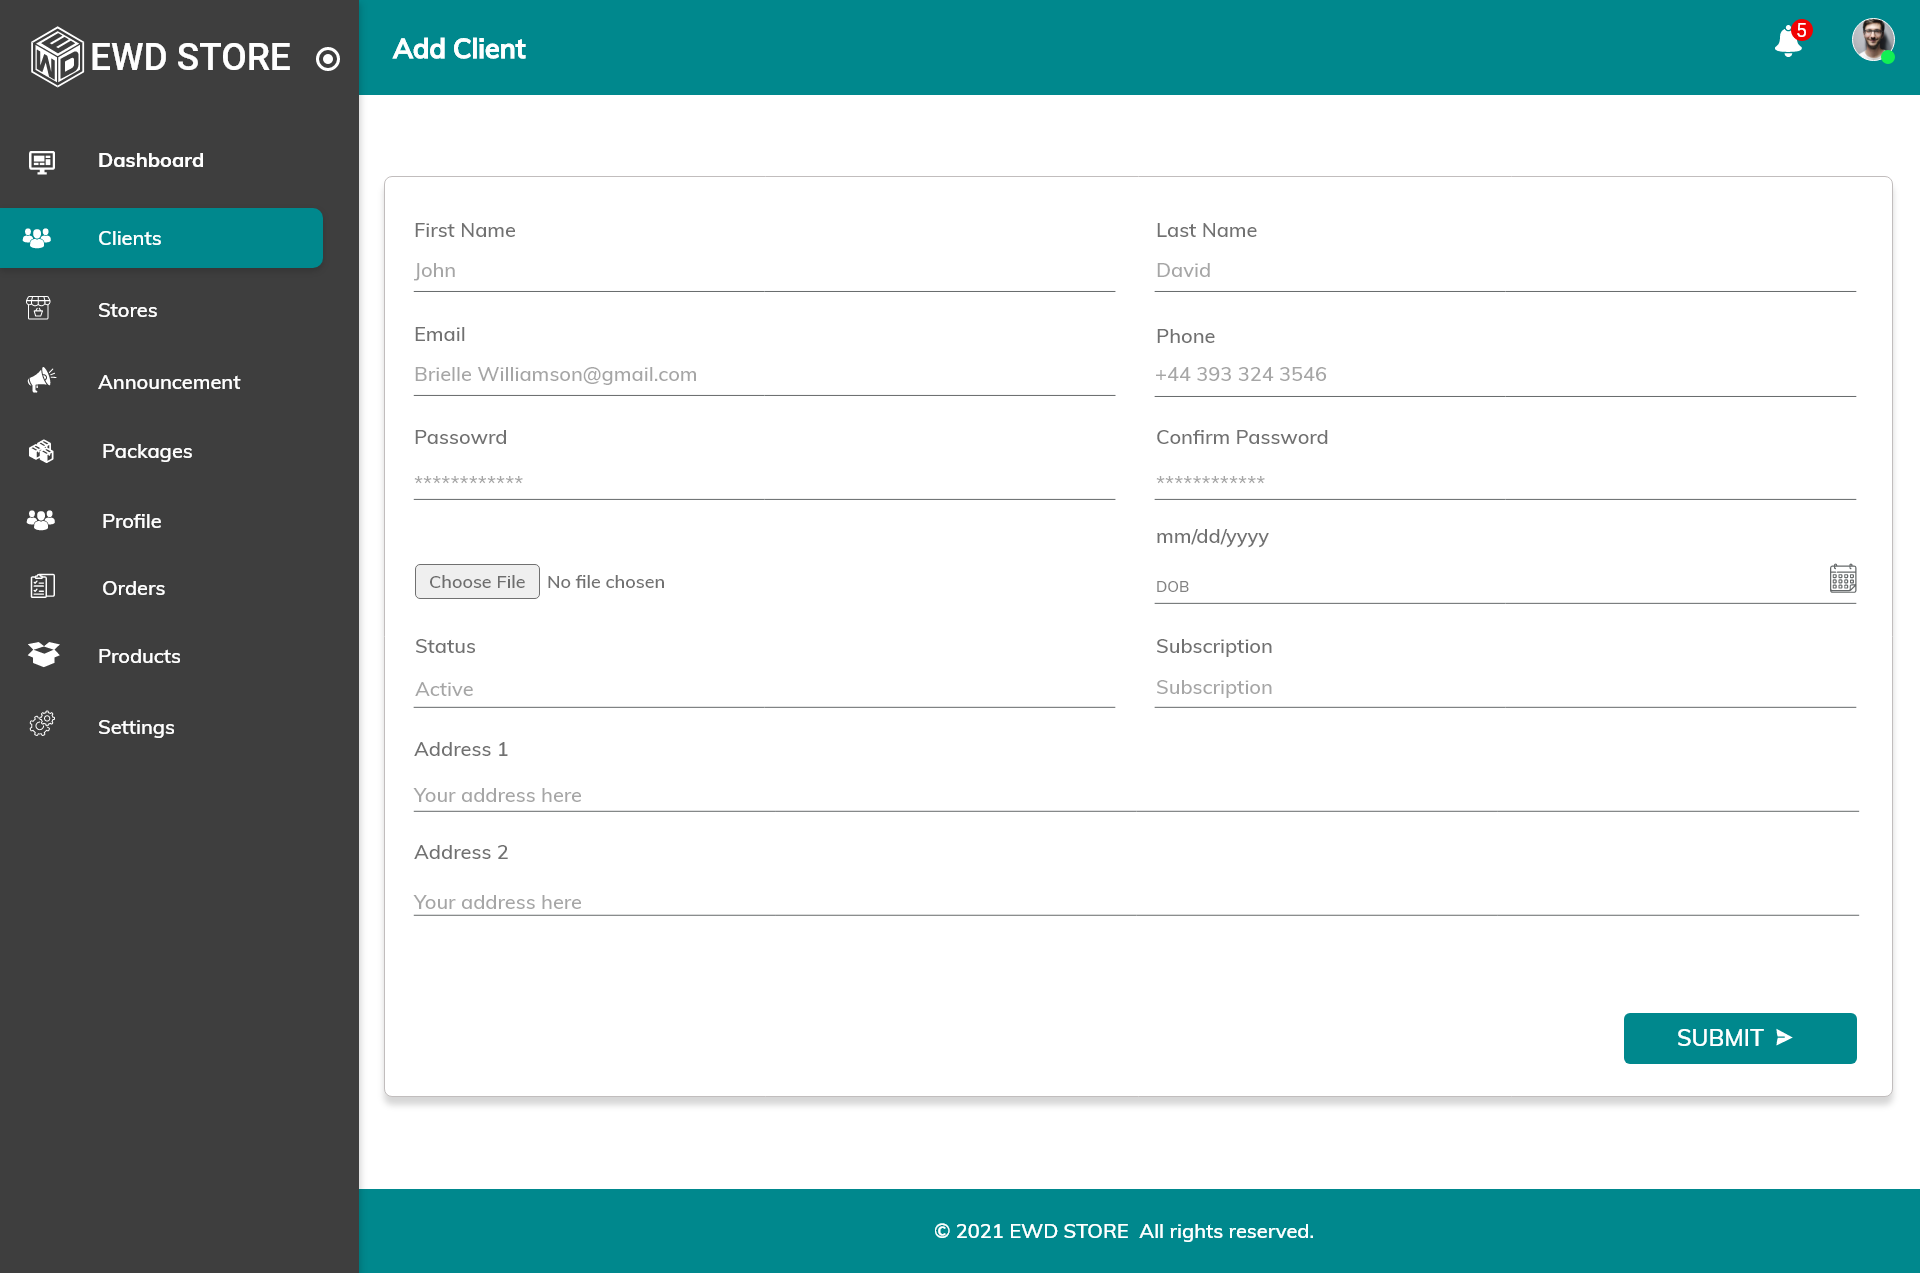 EWD STORE
Dashboard
Clients
Stores
Announcement
Packages
Profile
Orders
Products
Settings
Add Client
5
First Name
Last Name
John
David
Email
Phone
Brielle Williamson@gmail.com
+44 393 324 3546
Passowrd
Confirm Password
************
************
mm/dd/yyyy
Choose File No file chosen
DOB
Status
Subscription
Active
Subscription
Address 1
Your address here
Address 2
Your address here
SUBMIT
© 2021 EWD STORE All rights reserved.